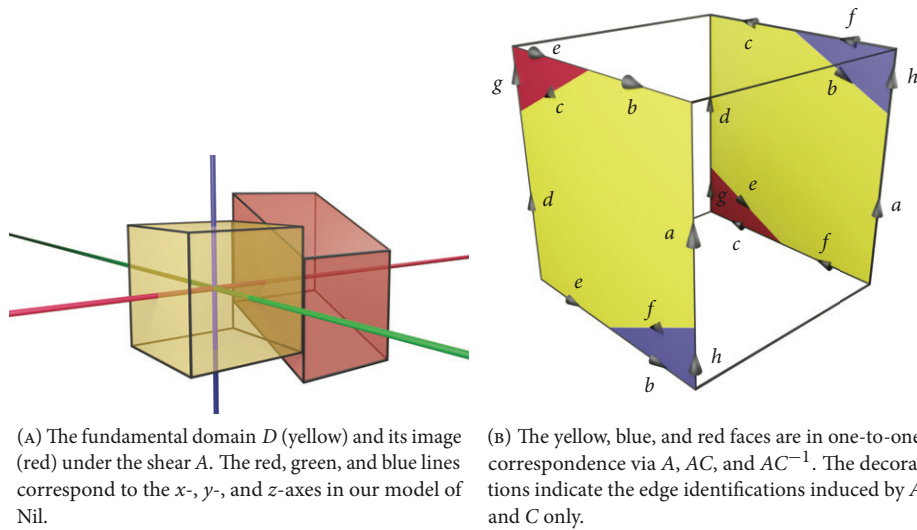 f
e
c
g
c
b
b
h
d
d
a
g
e
a
c
f
e
f
h
b
(A) The fundamental domain D (yellow) and its image
(red) under the shear A. The red, green, and blue lines
correspond to the x-, y-, and z-axes in our model of
Nil.
(B) The yellow, blue, and red faces are in one-to-one
correspondence via A, AC, and AC⁻¹. The decora-
tions indicate the edge identifications induced by A
and C only.